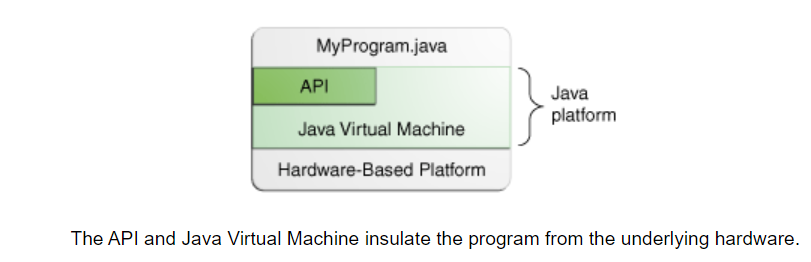 MyProgram.java
API
Java Virtual Machine
Java
platform
Hardware-Based Platform
The API and Java Virtual Machine insulate the program from the underlying hardware.